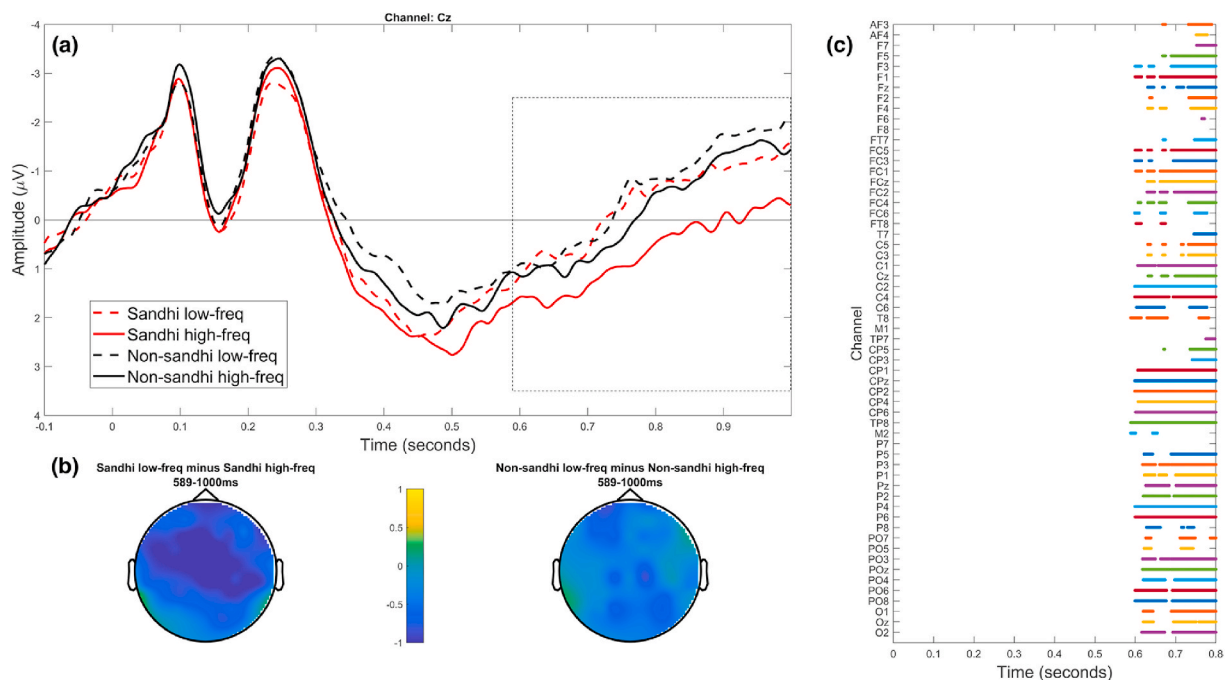 Channel: Cz
(a)
-4
-3
-2
-1
0
1
2
3
4
Amplitude (μV)
Sandhi low-freq
Sandhi high-freq
Non-sandhi low-freq
Non-sandhi high-freq
-0.1 0 0.1 0.2 0.3 0.4 0.5 0.6 0.7 0.8 0.9
Time (seconds)
(b)
Sandhi low-freq minus Sandhi high-freq
589-1000ms
1
0.5
0
-0.5
-1
Non-sandhi low-freq minus Non-sandhi high-freq
589-1000ms
(c)
Channel
AF3
AF4
F7
F5
F3
F1
Fz
F2
F4
F6
F8
FT7
FC5
FC3
FC1
FCz
FC2
FC4
FC6
FT8
T7
C5
C3
C1
Cz
C2
C4
C6
T8
M1
TP7
CP5
CP3
CP1
CPz
CP2
CP4
CP6
TP8
M2
P7
P5
P3
P1
Pz
P2
P4
P6
P8
PO7
PO5
PO3
POz
PO4
PO6
PO8
O1
Oz
O2
0 0.1 0.2 0.3 0.4 0.5 0.6 0.7 0.8
Time (seconds)